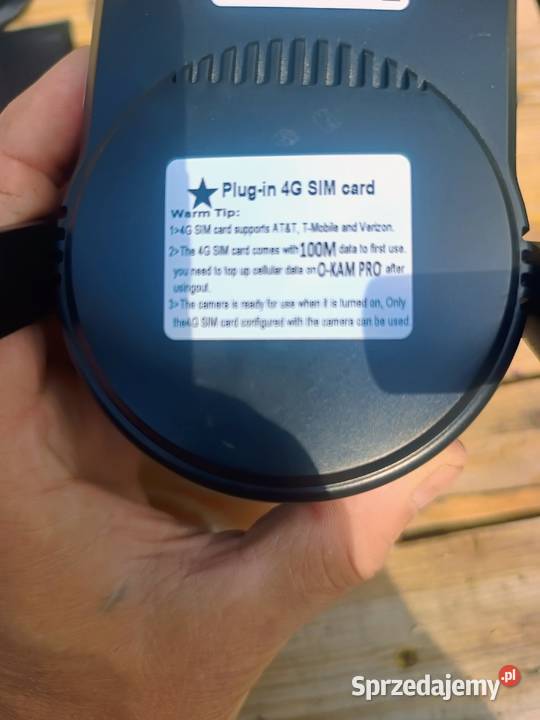 Plug-in 4G SIM card
Warm Tip:
1>4G SIM card supports AT&T, T-Mobile and Verizon.
2>The 4G SIM card comes with 100M data to first use.
you need to top up cellular data on O-KAM PRO after
usingout.
3>The camera is ready for use when it is turned on, Only
the4G SIM card configured with the camera can be used
Sprzedajemy.pl